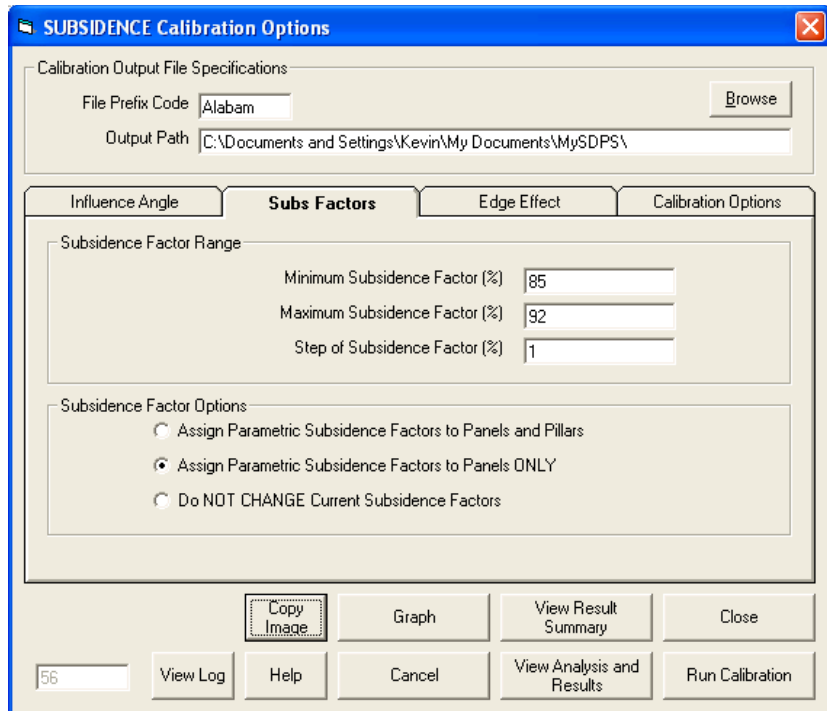 SUBSIDENCE Calibration Options
Calibration Output File Specifications
File Prefix Code Alabam Browse
Output Path C:\Documents and Settings\Kevin\My Documents\MySDPS\
Influence Angle Subs Factors Edge Effect Calibration Options
Subsidence Factor Range
Minimum Subsidence Factor (%) 85
Maximum Subsidence Factor (%) 92
Step of Subsidence Factor (%) 1
Subsidence Factor Options
Assign Parametric Subsidence Factors to Panels and Pillars
Assign Parametric Subsidence Factors to Panels ONLY
Do NOT CHANGE Current Subsidence Factors
Copy
Image
Graph
View Result
Summary
Close
56
View Log
Help
Cancel
View Analysis and
Results
Run Calibration